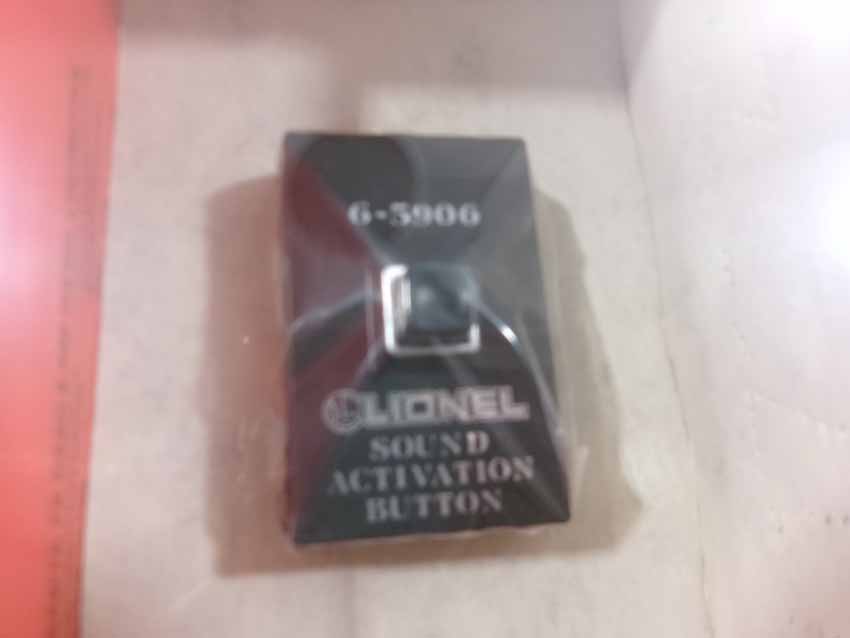 6-5906
LIONEL
SOUND
ACTIVATION
BUTTON